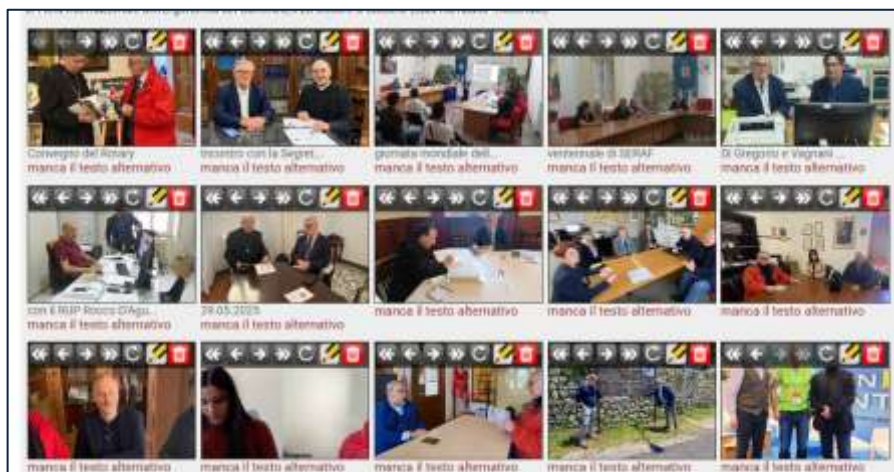 Convegno del Rotary
Incontro con la Segret...
giornata mondiale dell...
ventennale di SERAF
Di Gregorio e Vagnani ...
manca il testo alternativo
manca il testo alternativo
manca il testo alternativo
manca il testo alternativo
manca il testo alternativo
con il RUP Rocco D'Agu...
28.05.2025
manca il testo alternativo
manca il testo alternativo
manca il testo alternativo
manca il testo alternativo
manca il testo alternativo
manca il testo alternativo
manca il testo alternativo
manca il testo alternativo
manca il testo alternativo
manca il testo alternativo